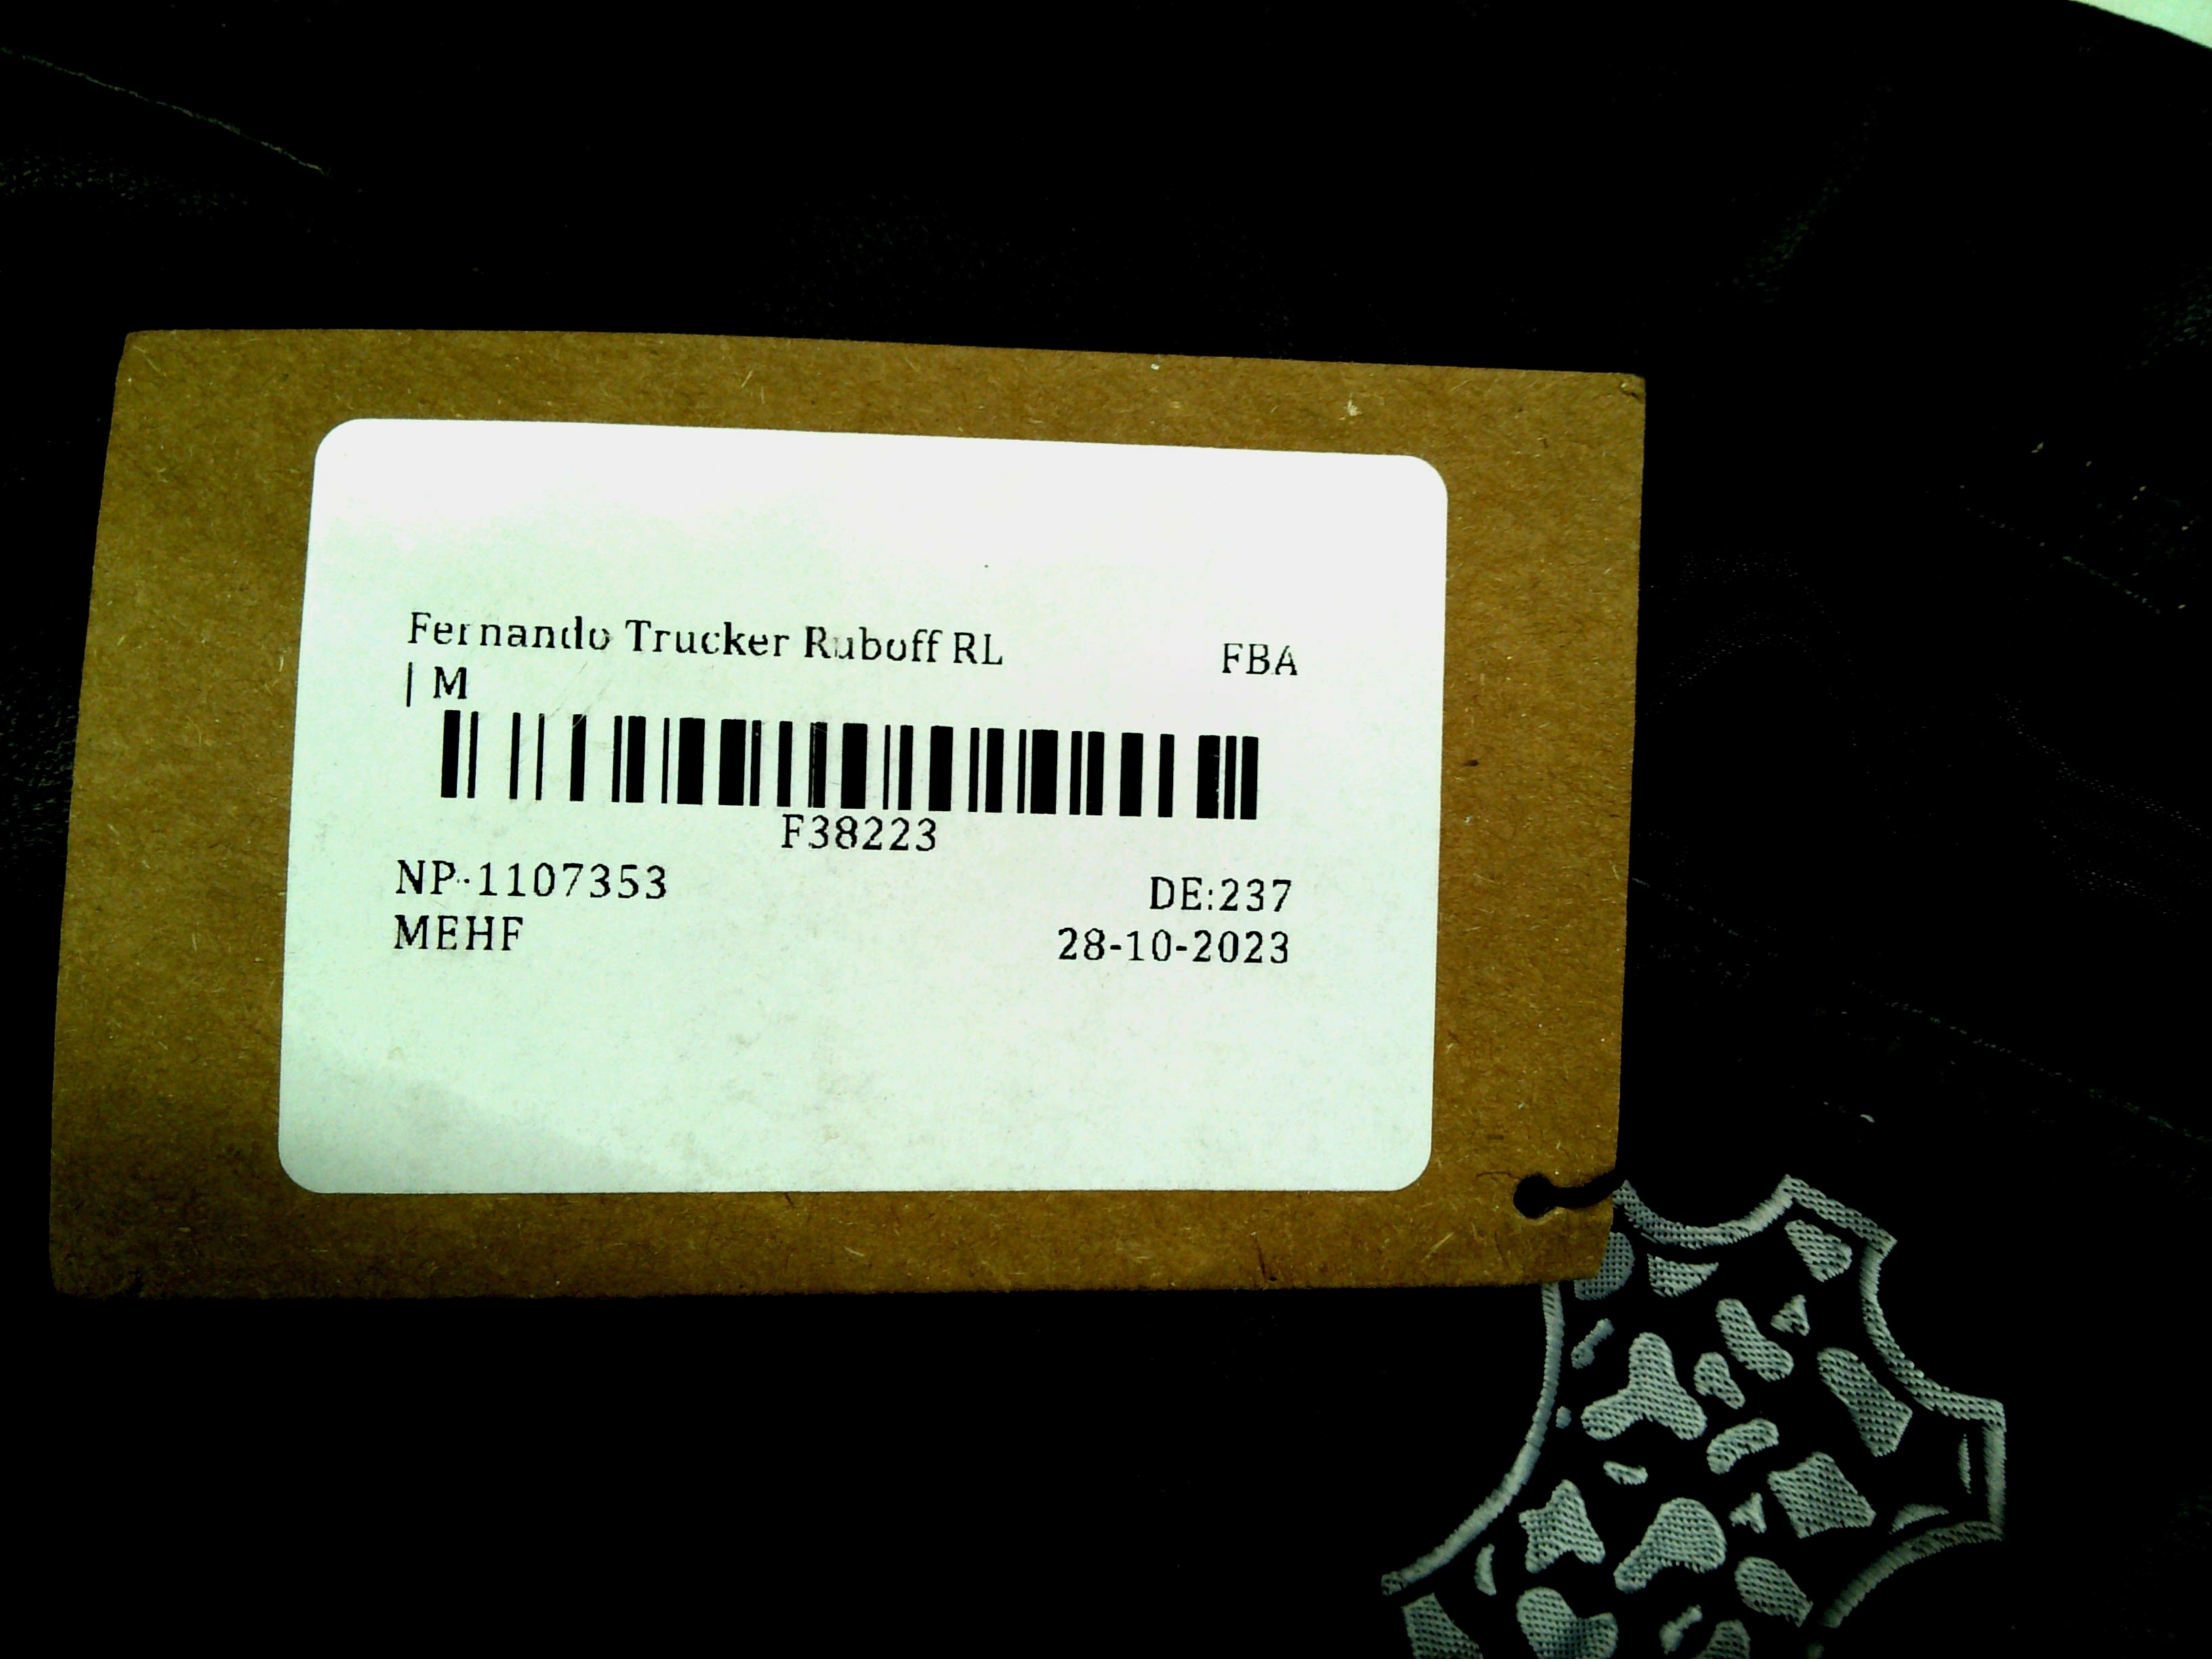 Fernando Trucker Ruboff RL FBA
| M
F38223
NP-1107353 DE:237
MEHF 28-10-2023